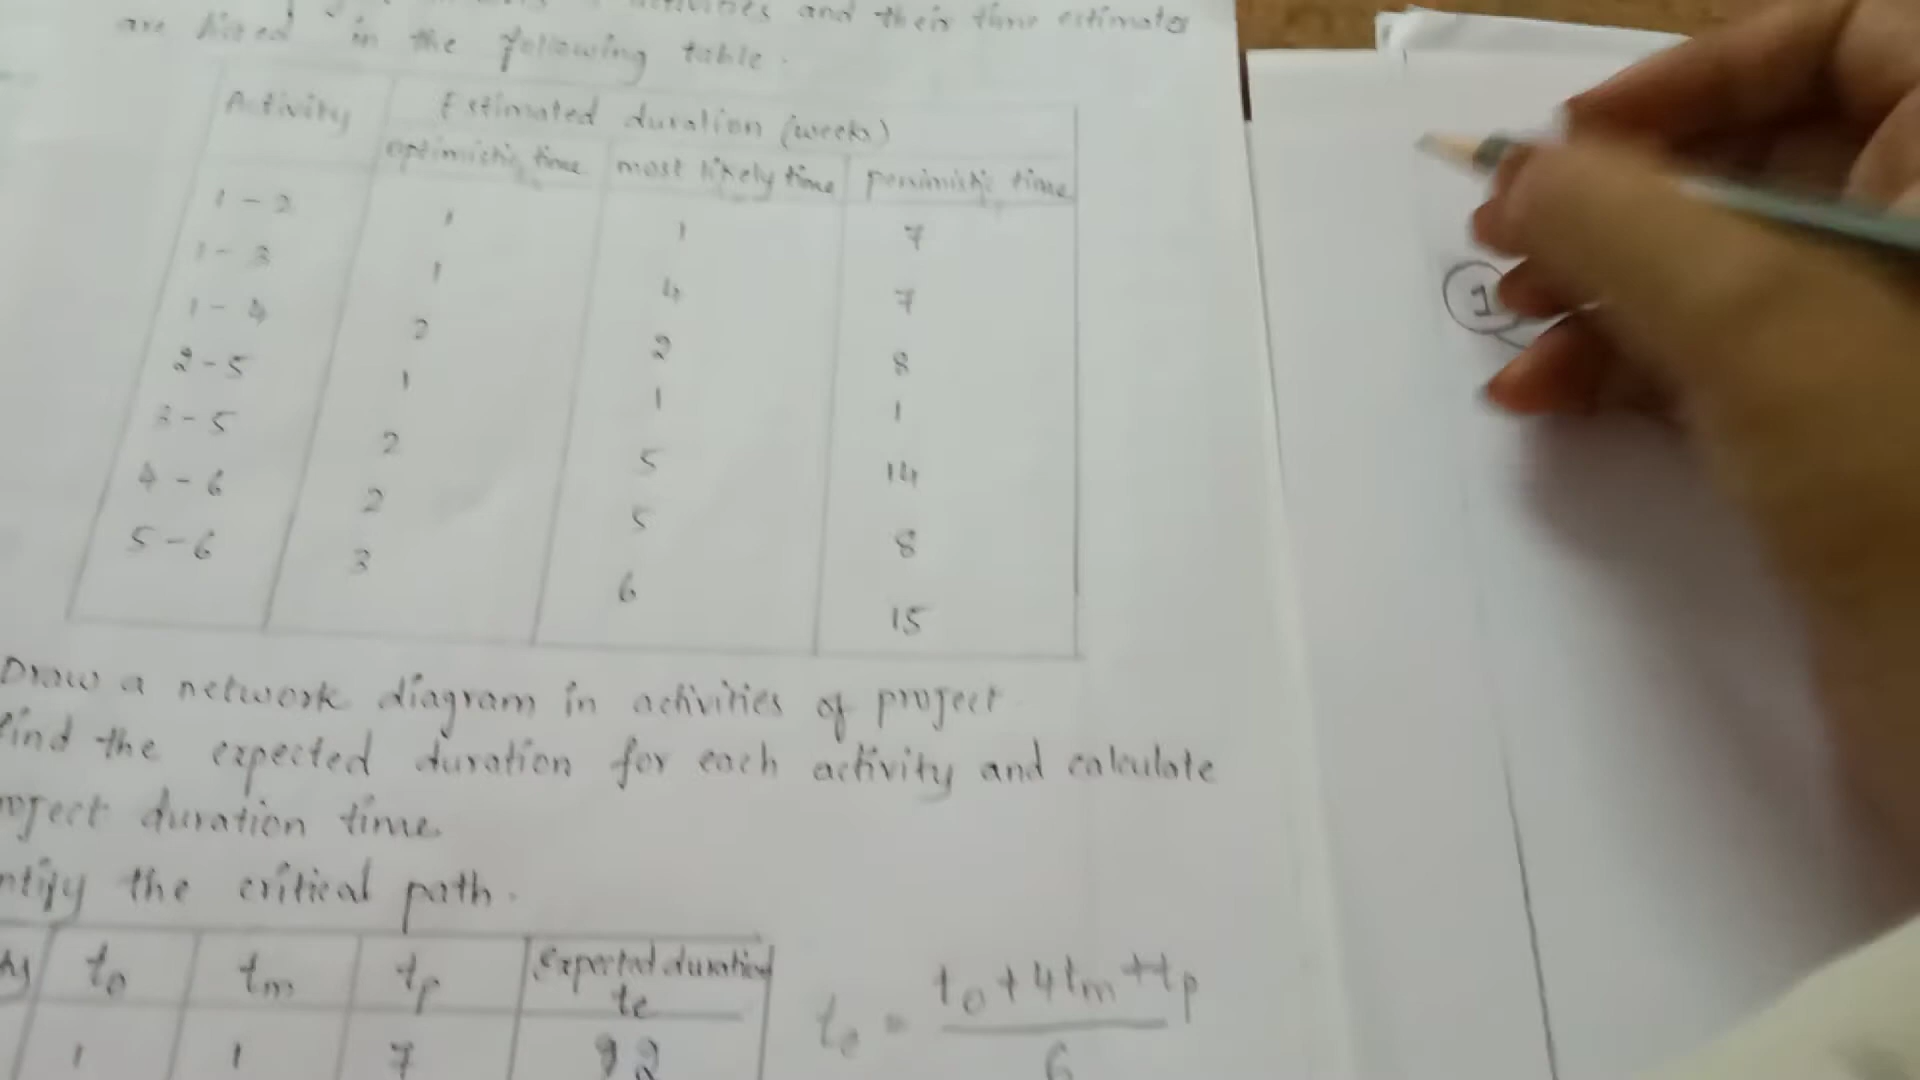 activities and their time estimates
are listed in the following table.
Activity Estimated duration (weeks)
optimistic time most likely time pessimistic time
1-2 1 1 7
1-3 1 4 7
1-4 2 2 8
2-5 1 1 1
3-5 2 5 14
4-6 2 5 8
5-6 3 6 15
Draw a network diagram in activities of project
find the expected duration for each activity and calculate
roject duration time.
ntify the critical path.
to tm tp Expected duration te
te = to + 4tm + tp / 6
1 1 7 2
1